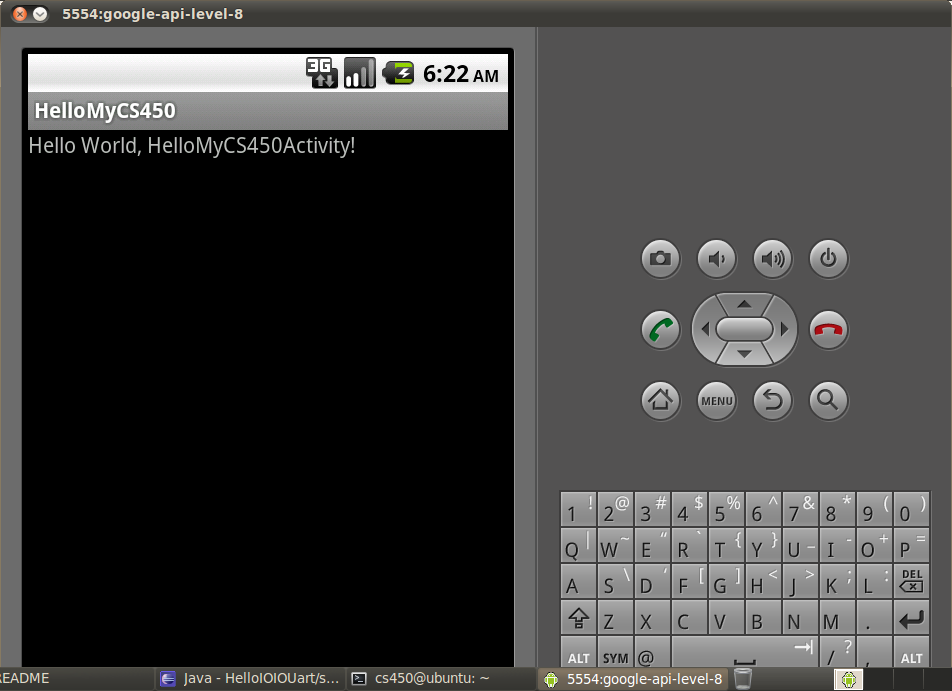 5554:google-api-level-8
3G 6:22 AM
HelloMyCS450
Hello World, HelloMyCS450Activity!
MENU
1 ! 2 @ 3 # 4 $ 5 % 6 ^ 7 & 8 * 9 ( 0 )
Q | W ~ E “ R ` T { Y } U _ I - O + P =
A S \ D ‘ F [ G ] H < J > K ; L : DEL
Z X C V B N M .
ALT SYM @ / ? , ALT
README Java - HelloIOIOUart/s... cs450@ubuntu: ~ 5554:google-api-level-8